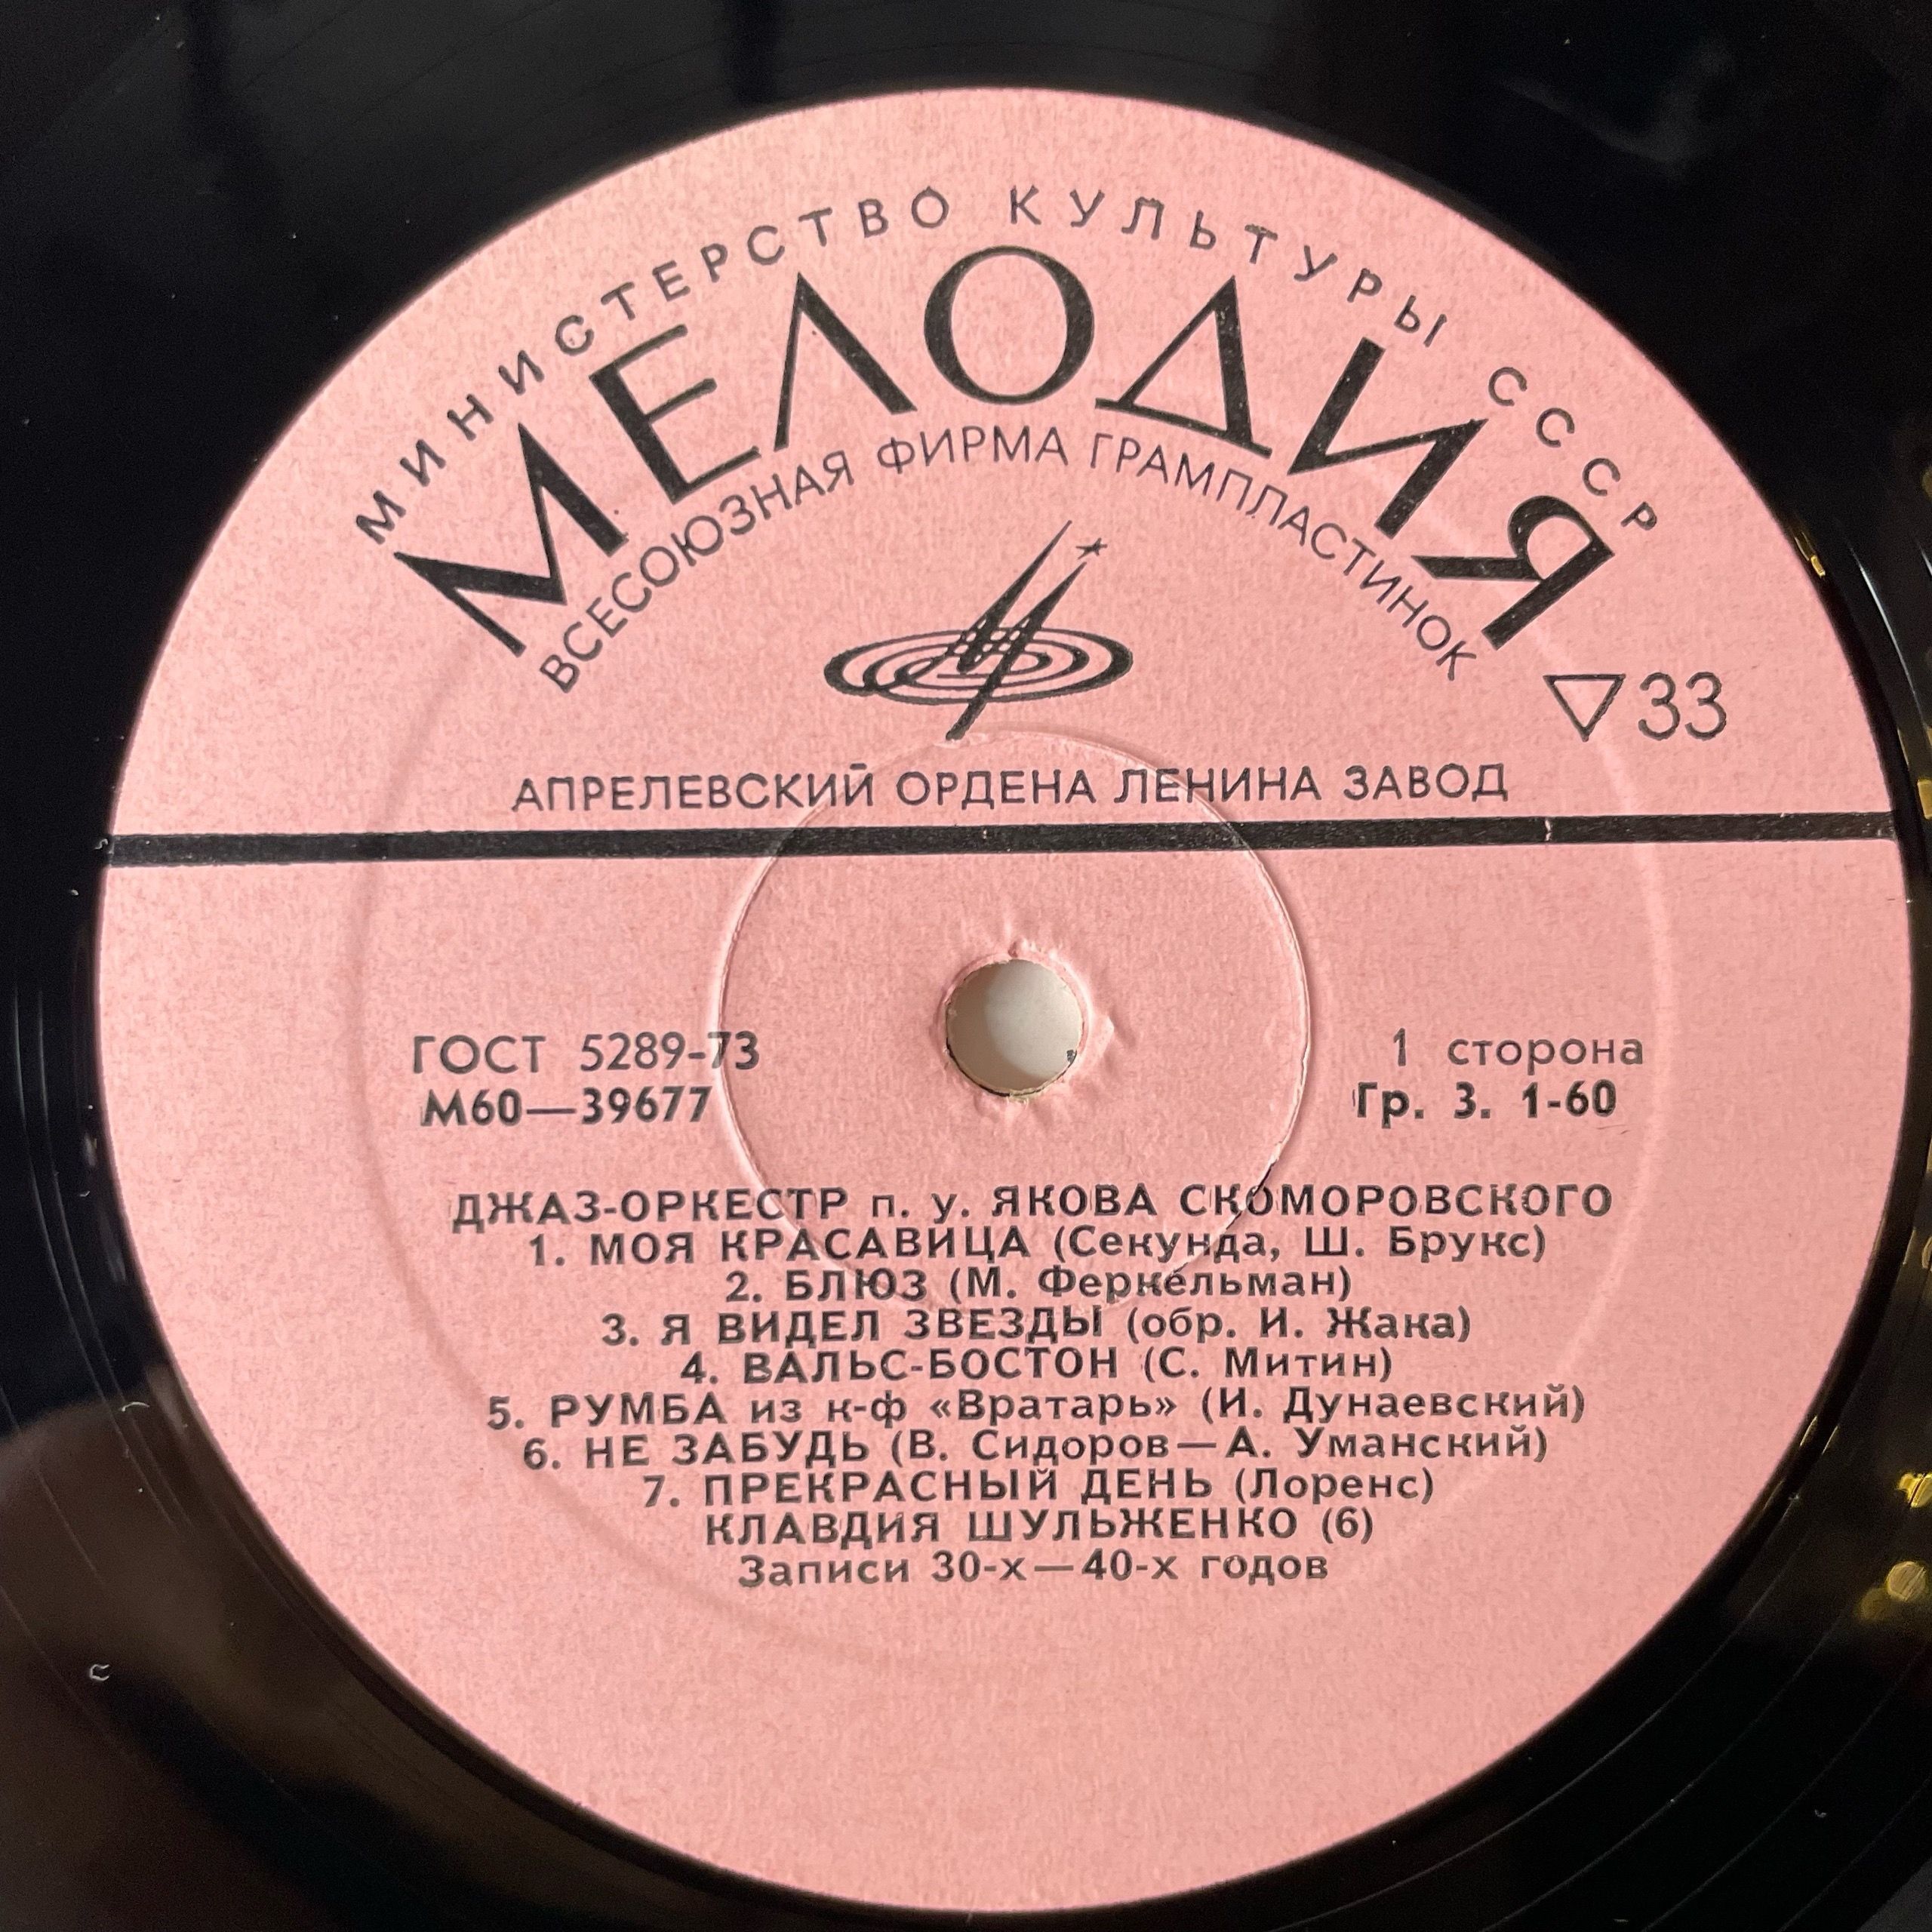 МИНИСТЕРСТВО КУЛЬТУРЫ СССР
МЕЛОДИЯ
ВСЕСОЮЗНАЯ ФИРМА ГРАМПЛАСТИНОК
33
АПРЕЛЕВСКИЙ ОРДЕНА ЛЕНИНА ЗАВОД
ГОСТ 5289-73
1 сторона
М60—39677
Гр. 3. 1-60
ДЖАЗ-ОРКЕСТР п. у. ЯКОВА СКОМОРОВСКОГО
1. МОЯ КРАСАВИЦА (Секунда, Ш. Брукс)
2. БЛЮЗ (М. Феркельман)
3. Я ВИДЕЛ ЗВЕЗДЫ (обр. И. Жака)
4. ВАЛЬС-БОСТОН (С. Митин)
5. РУМБА из к-ф «Вратарь» (И. Дунаевский)
6. НЕ ЗАБУДЬ (В. Сидоров—А. Уманский)
7. ПРЕКРАСНЫЙ ДЕНЬ (Лоренс)
КЛАВДИЯ ШУЛЬЖЕНКО (6)
Записи 30-х—40-х годов